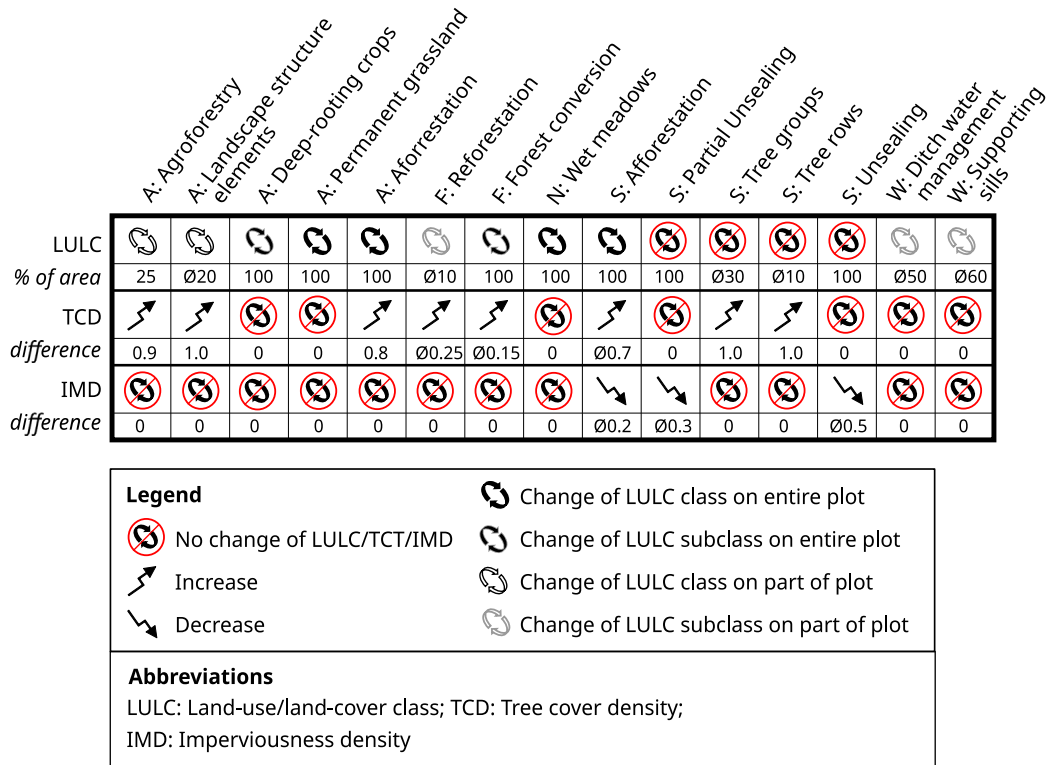 A: Agroforestry
A: Landscape structure
elements
A: Deep-rooting crops
A: Permanent grassland
A: Aforrestation
F: Reforestation
F: Forest conversion
N: Wet meadows
S: Afforestation
S: Partial Unsealing
S: Tree groups
S: Tree rows
S: Unsealing
W: Ditch water
management
W: Supporting
sills
LULC
% of area 25 Ø20 100 100 100 Ø10 100 100 100 100 Ø30 Ø10 100 Ø50 Ø60
TCD
difference 0.9 1.0 0 0 0.8 Ø0.25 Ø0.15 0 Ø0.7 0 1.0 1.0 0 0 0
IMD
difference 0 0 0 0 0 0 0 0 Ø0.2 Ø0.3 0 0 Ø0.5 0 0
Legend
No change of LULC/TCT/IMD
Increase
Decrease
Change of LULC class on entire plot
Change of LULC subclass on entire plot
Change of LULC class on part of plot
Change of LULC subclass on part of plot
Abbreviations
LULC: Land-use/land-cover class; TCD: Tree cover density;
IMD: Imperviousness density